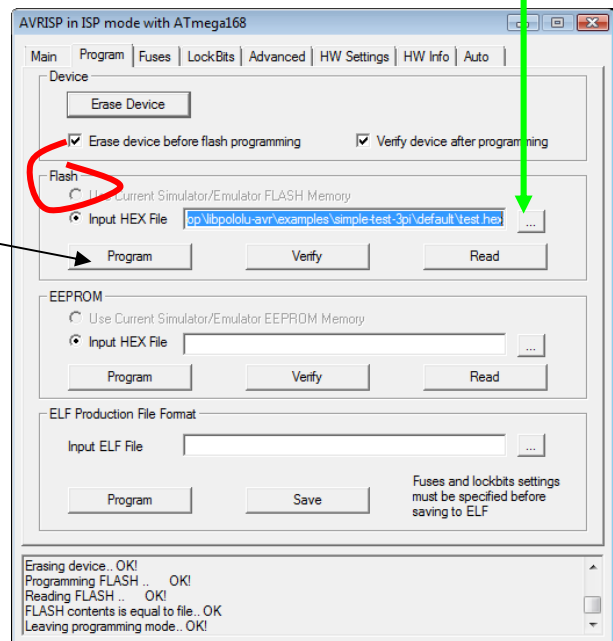 AVRISP in ISP mode with ATmega168
Main Program Fuses LockBits Advanced HW Settings HW Info Auto
Device
Erase Device
Erase device before flash programming Verify device after programming
Flash
Use Current Simulator/Emulator FLASH Memory
Input HEX File op\libpololu-avr\examples\simple-test-3pi\default\test.hex ...
Program Verify Read
EEPROM
Use Current Simulator/Emulator EEPROM Memory
Input HEX File ...
Program Verify Read
ELF Production File Format
Input ELF File ...
Program Save
Fuses and lockbits settings
must be specified before
saving to ELF
Erasing device.. OK!
Programming FLASH .. OK!
Reading FLASH .. OK!
FLASH contents is equal to file.. OK
Leaving programming mode.. OK!